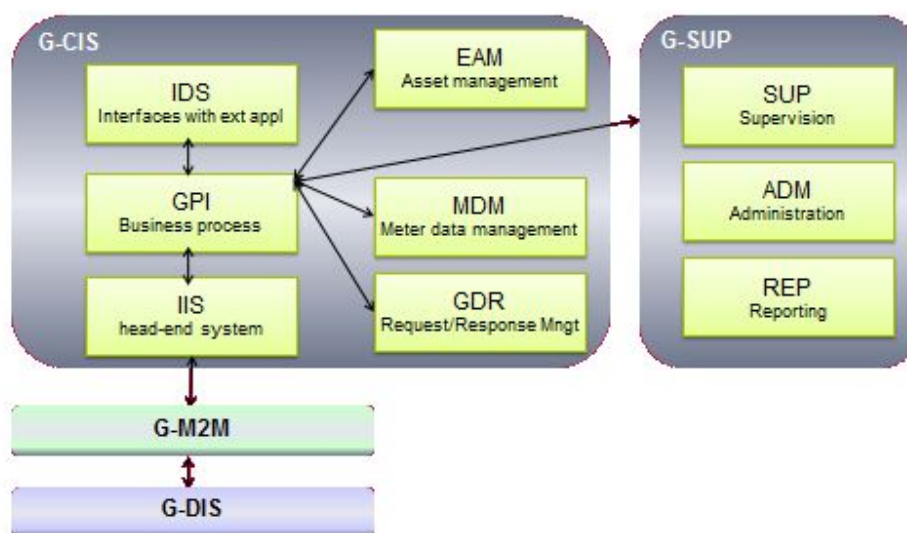 G-CIS
IDS
Interfaces with ext appl
GPI
Business process
IIS
head-end system
EAM
Asset management
MDM
Meter data management
GDR
Request/Response Mngt
G-SUP
SUP
Supervision
ADM
Administration
REP
Reporting
G-M2M
G-DIS